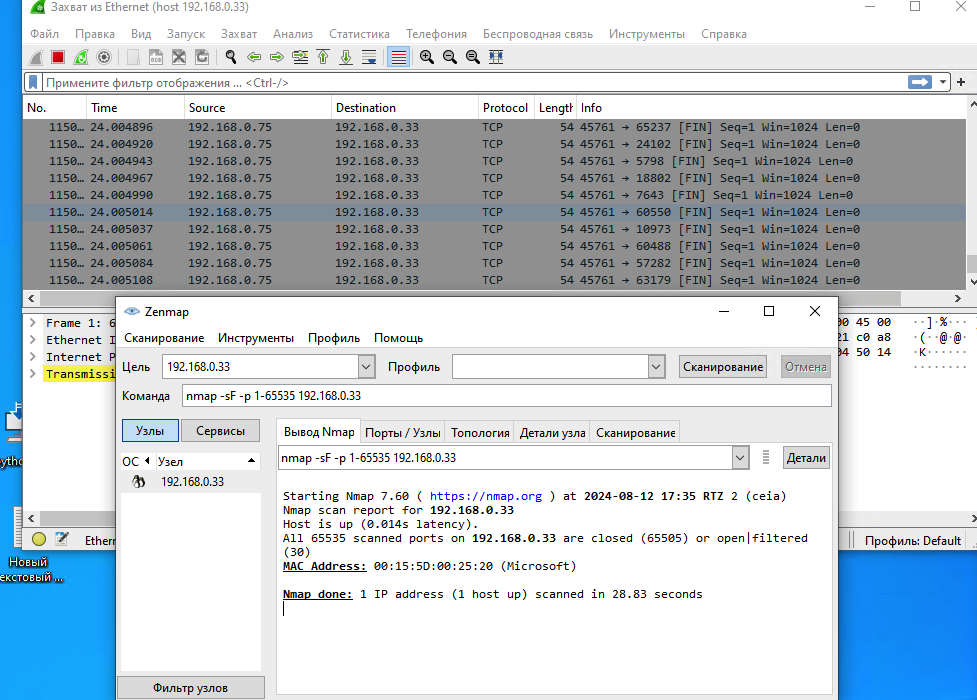 Захват из Ethernet (host 192.168.0.33)
Файл Правка Вид Запуск Захват Анализ Статистика Телефония Беспроводная связь Инструменты Справка
Примените фильтр отображения ... <Ctrl-/>
No. Time Source Destination Protocol Length Info
1150… 24.004896 192.168.0.75 192.168.0.33 TCP 54 45761 → 65237 [FIN] Seq=1 Win=1024 Len=0
1150… 24.004920 192.168.0.75 192.168.0.33 TCP 54 45761 → 24102 [FIN] Seq=1 Win=1024 Len=0
1150… 24.004943 192.168.0.75 192.168.0.33 TCP 54 45761 → 5798 [FIN] Seq=1 Win=1024 Len=0
1150… 24.004967 192.168.0.75 192.168.0.33 TCP 54 45761 → 18802 [FIN] Seq=1 Win=1024 Len=0
1150… 24.004990 192.168.0.75 192.168.0.33 TCP 54 45761 → 7643 [FIN] Seq=1 Win=1024 Len=0
1150… 24.005014 192.168.0.75 192.168.0.33 TCP 54 45761 → 60550 [FIN] Seq=1 Win=1024 Len=0
1150… 24.005037 192.168.0.75 192.168.0.33 TCP 54 45761 → 10973 [FIN] Seq=1 Win=1024 Len=0
1150… 24.005061 192.168.0.75 192.168.0.33 TCP 54 45761 → 60488 [FIN] Seq=1 Win=1024 Len=0
1150… 24.005084 192.168.0.75 192.168.0.33 TCP 54 45761 → 57282 [FIN] Seq=1 Win=1024 Len=0
1150… 24.005108 192.168.0.75 192.168.0.33 TCP 54 45761 → 63179 [FIN] Seq=1 Win=1024 Len=0
Frame 1: 6
Ethernet I
Internet P
Transmissi
00 45 00 ··]·%···
21 c0 a8 ·(··@·@·
04 50 14 ·K······
········
Zenmap
Сканирование Инструменты Профиль Помощь
Цель 192.168.0.33 Профиль Сканирование Отмена
Команда nmap -sF -p 1-65535 192.168.0.33
Узлы Сервисы
Вывод Nmap Порты / Узлы Топология Детали узла Сканирование
ОС Узел
192.168.0.33
nmap -sF -p 1-65535 192.168.0.33 Детали
Starting Nmap 7.60 ( https://nmap.org ) at 2024-08-12 17:35 RTZ 2 (ceia)
Nmap scan report for 192.168.0.33
Host is up (0.014s latency).
All 65535 scanned ports on 192.168.0.33 are closed (65505) or open|filtered
(30)
MAC Address: 00:15:5D:00:25:20 (Microsoft)
Nmap done: 1 IP address (1 host up) scanned in 28.83 seconds
Фильтр узлов
Ethern
Профиль: Default
ytho
Новый
екстовый ...